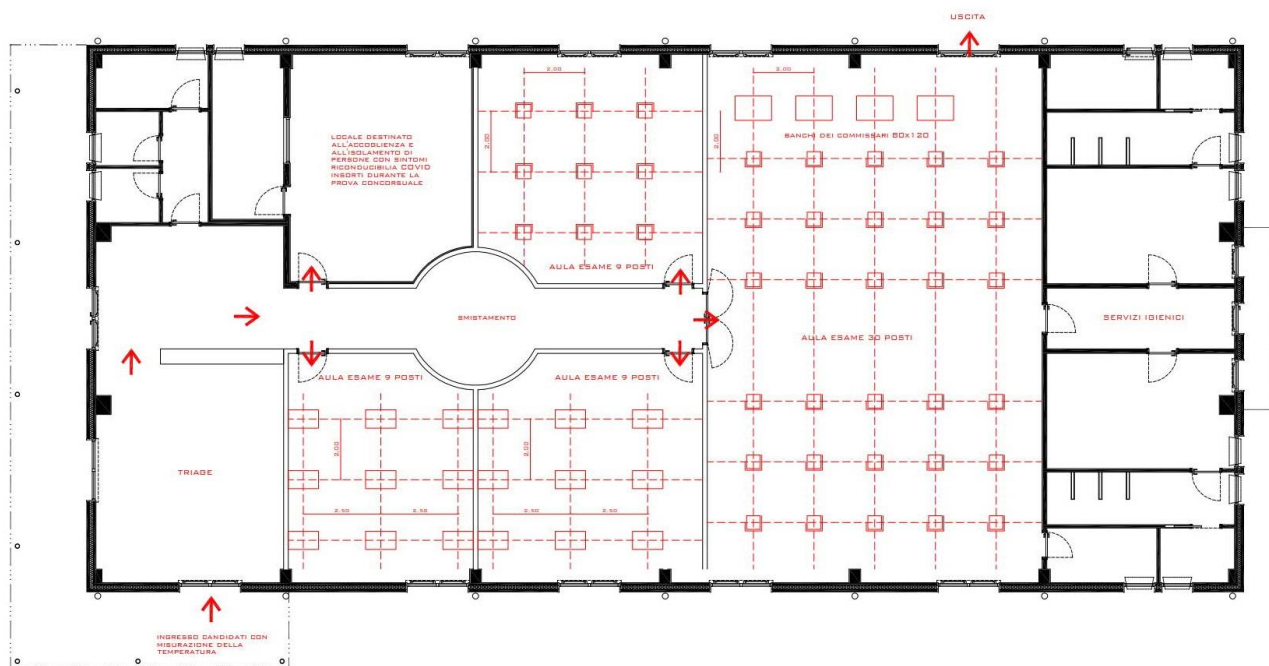 USCITA
2,00
2,00
2,00
2,00
BANCHI DEI COMMISSARI 60x120
LOCALE DESTINATO
ALL'ACCOGLIENZA E
ALL'ISOLAMENTO DI
PERSONE CON SINTOMI
RICONDUCIBILIA COVID
INSORTI DURANTE LA
PROVA CONCORSUALE
AULA ESAME 9 POSTI
SMISTAMENTO
SERVIZI IGIENICI
AULA ESAME 30 POSTI
AULA ESAME 9 POSTI
AULA ESAME 9 POSTI
2,00
2,00
TRIAGE
2,50
2,50
2,50
2,50
INGRESSO CANDIDATI CON
MISURAZIONE DELLA
TEMPERATURA